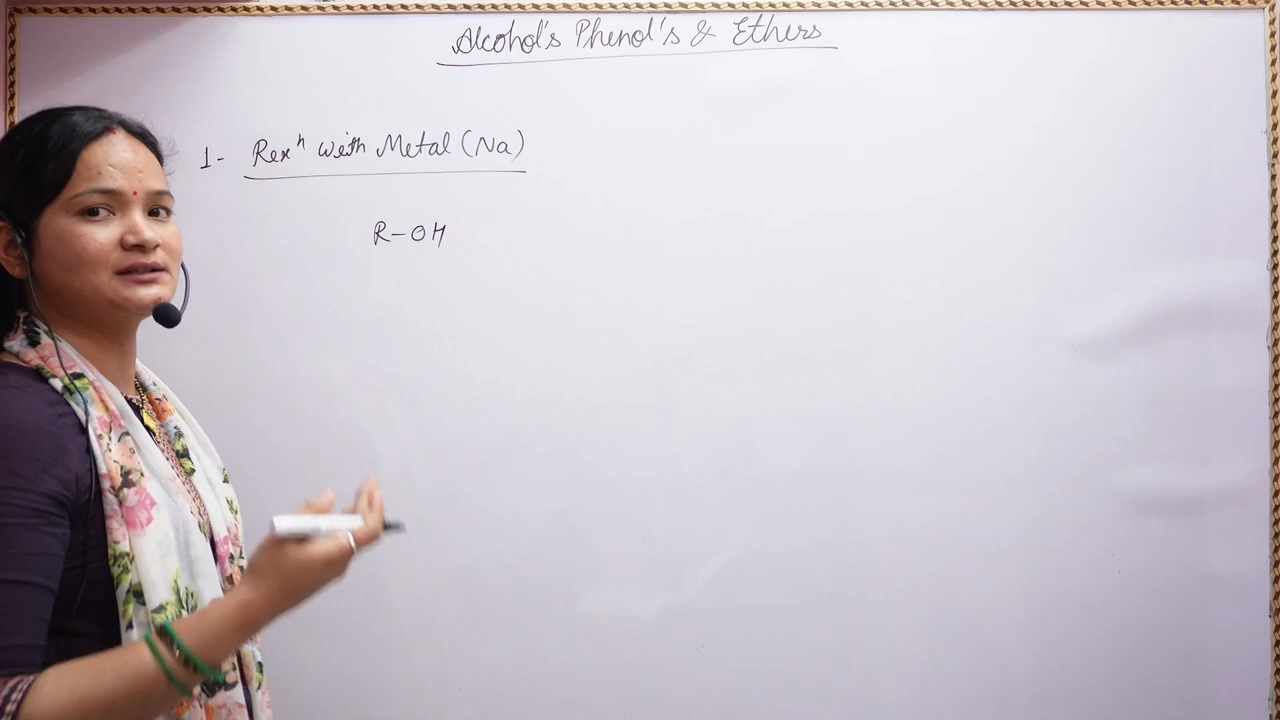 Alcohol's Phenol's & Ethers
1- Rexⁿ with Metal (Na)
R-OH